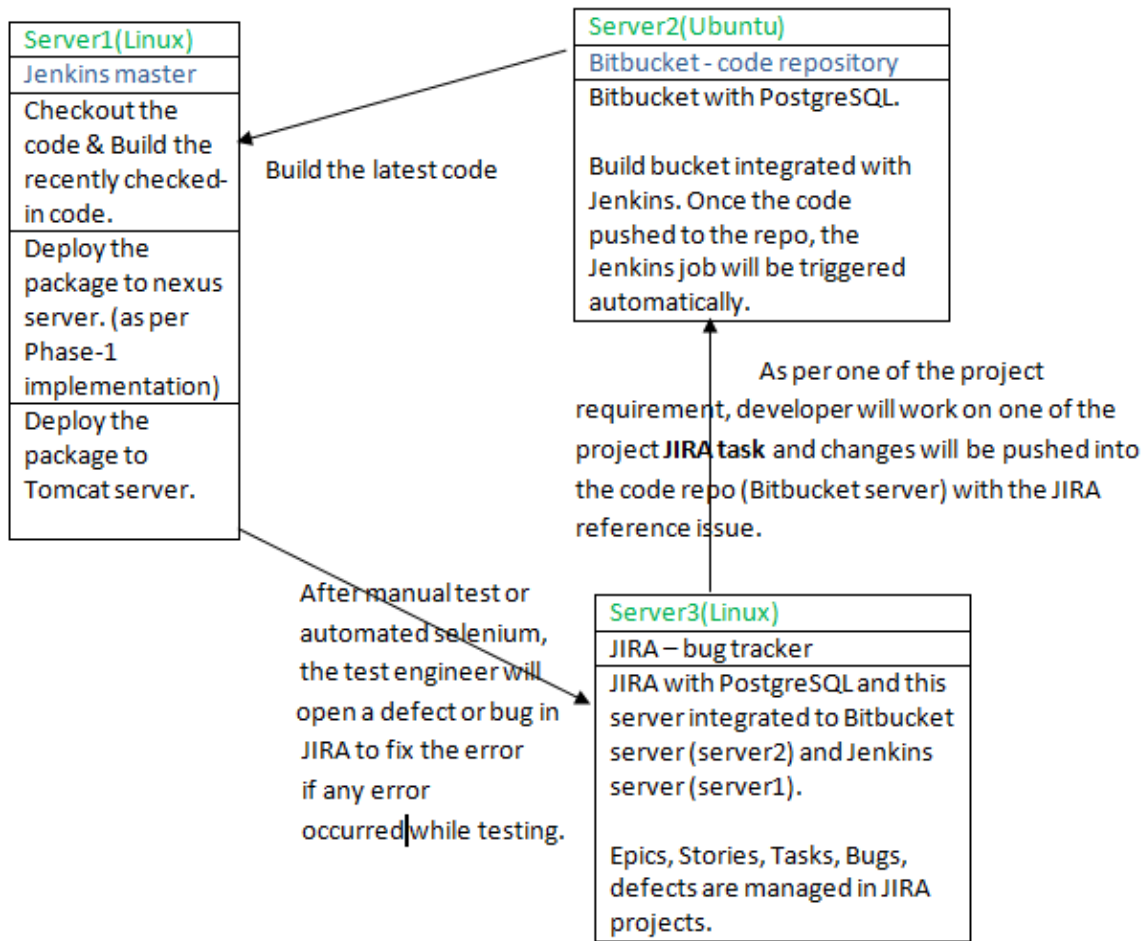 Server1(Linux)
Jenkins master
Checkout the
code & Build the
recently checked-
in code.
Deploy the
package to nexus
server. (as per
Phase-1
implementation)
Deploy the
package to
Tomcat server.
Build the latest code
Server2(Ubuntu)
Bitbucket - code repository
Bitbucket with PostgreSQL.
Build bucket integrated with
Jenkins. Once the code
pushed to the repo, the
Jenkins job will be triggered
automatically.
As per one of the project
requirement, developer will work on one of the
project JIRA task and changes will be pushed into
the code repo (Bitbucket server) with the JIRA
reference issue.
After manual test or
automated selenium,
the test engineer will
open a defect or bug in
JIRA to fix the error
if any error
occurred while testing.
Server3(Linux)
JIRA – bug tracker
JIRA with PostgreSQL and this
server integrated to Bitbucket
server (server2) and Jenkins
server (server1).
Epics, Stories, Tasks, Bugs,
defects are managed in JIRA
projects.